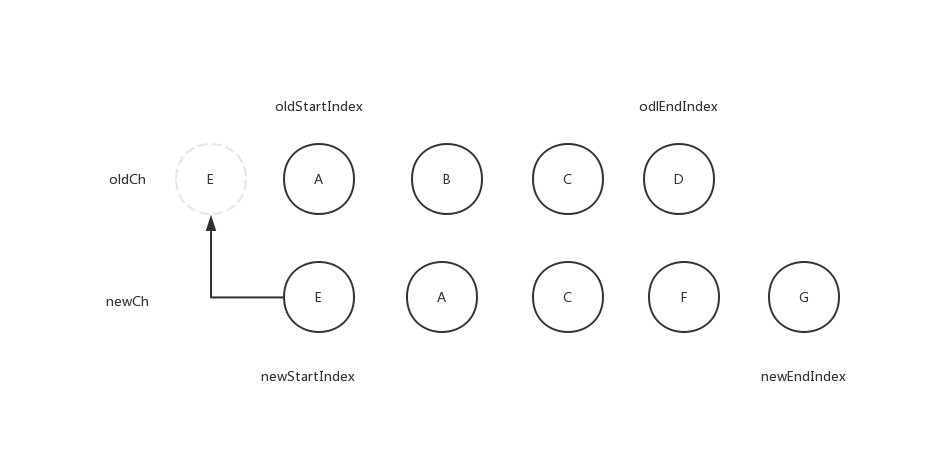 oldStartIndex odlEndIndex
oldCh E A B C D
newCh E A C F G
newStartIndex newEndIndex